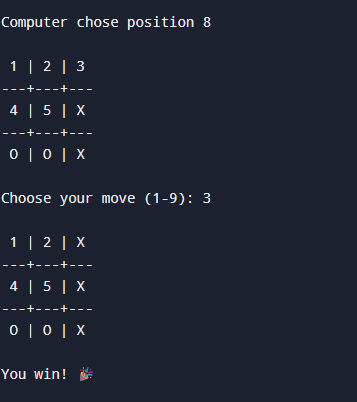 Computer chose position 8
1 | 2 | 3
---+---+---
4 | 5 | X
---+---+---
O | O | X
Choose your move (1-9): 3
1 | 2 | X
---+---+---
4 | 5 | X
---+---+---
O | O | X
You win! 🎉